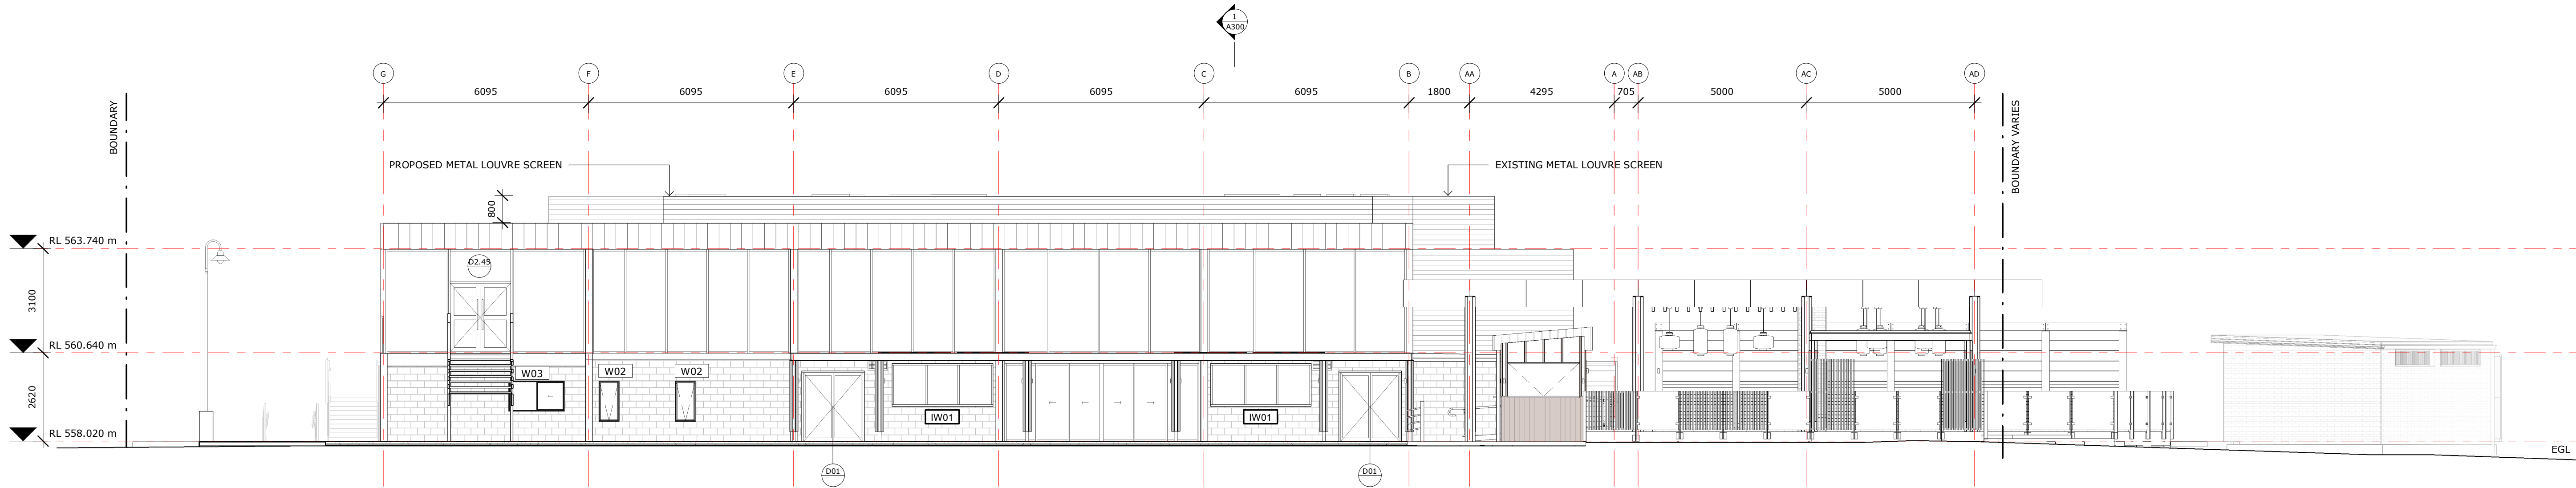 1
A300
G
F
E
D
C
B
AA
A
AB
AC
AD
6095
6095
6095
6095
6095
1800
4295
705
5000
5000
BOUNDARY
BOUNDARY VARIES
PROPOSED METAL LOUVRE SCREEN
EXISTING METAL LOUVRE SCREEN
800
RL 563.740 m
D2.45
3100
RL 560.640 m
W03
W02
W02
2620
IW01
IW01
RL 558.020 m
EGL
D01
D01